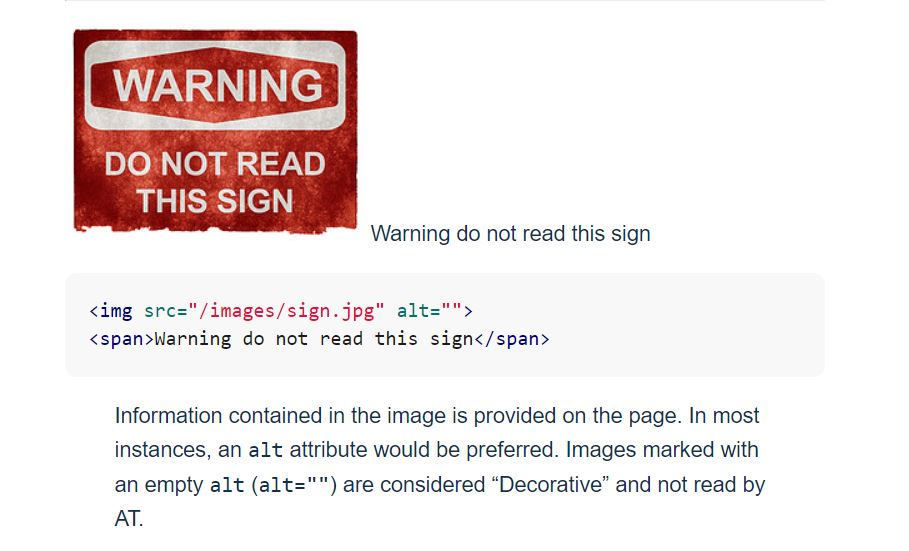 WARNING
DO NOT READ
THIS SIGN
Warning do not read this sign
<img src="/images/sign.jpg" alt="">
<span>Warning do not read this sign</span>
Information contained in the image is provided on the page. In most
instances, an alt attribute would be preferred. Images marked with
an empty alt (alt="") are considered “Decorative” and not read by
AT.